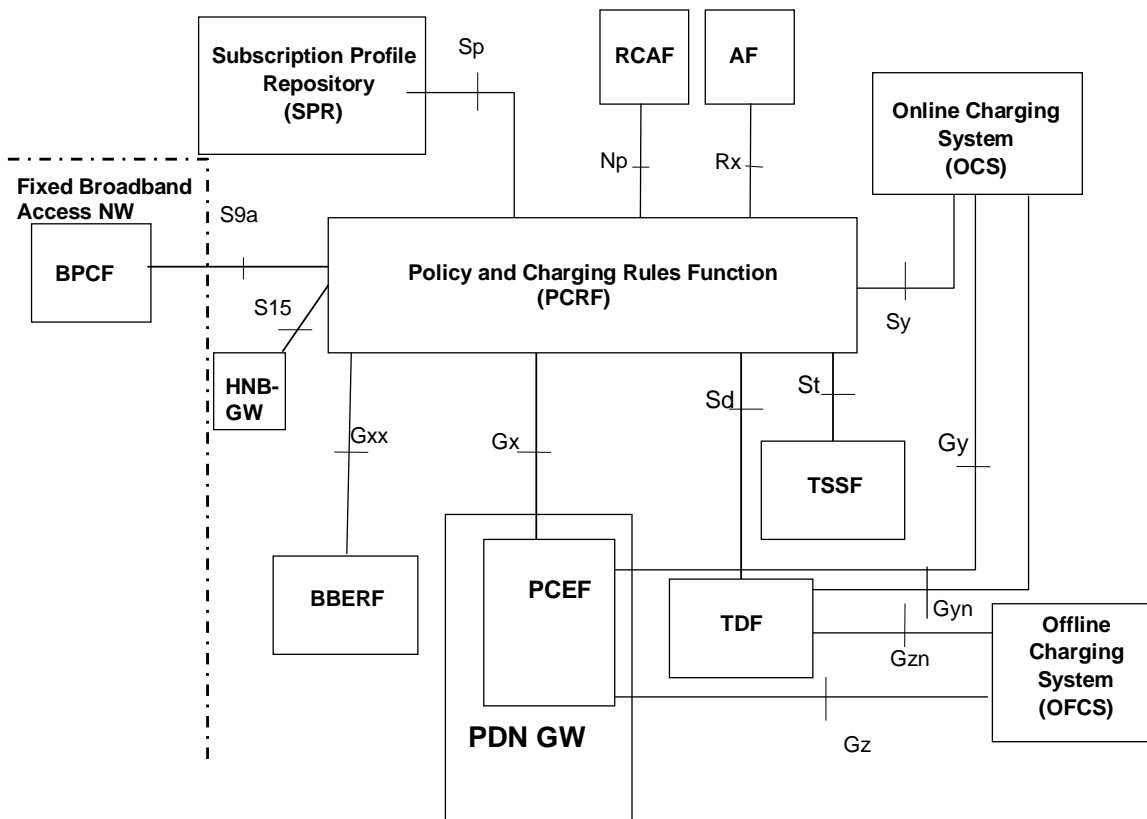 Subscription Profile
Repository
(SPR)
Sp
RCAF
AF
Online Charging
System
(OCS)
Np
Rx
Fixed Broadband
Access NW
BPCF
S9a
Policy and Charging Rules Function
(PCRF)
S15
Sy
HNB-
GW
Gxx
Gx
Sd
St
Gy
TSSF
BBERF
PCEF
TDF
Gyn
Gzn
Offline
Charging
System
(OFCS)
PDN GW
Gz